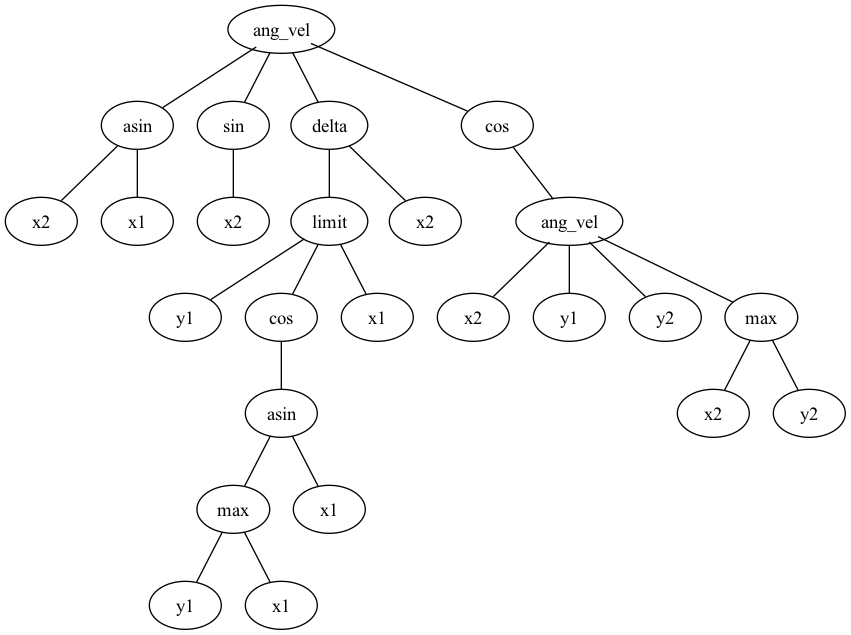 ang_vel
asin sin delta cos
x2 x1 x2 limit x2 ang_vel
y1 cos x1 x2 y1 y2 max
asin x2 y2
max x1
y1 x1